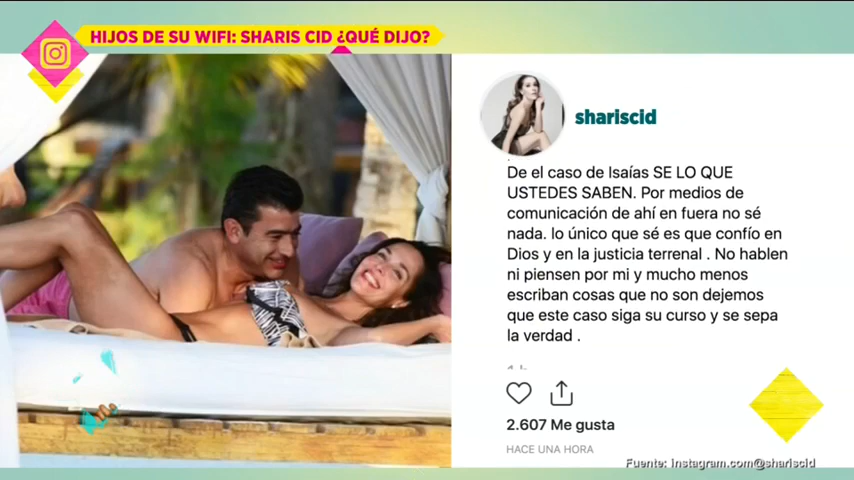 HIJOS DE SU WIFI: SHARIS CID ¿QUÉ DIJO?
shariscid
De el caso de Isaías SE LO QUE
USTEDES SABEN. Por medios de
comunicación de ahí en fuera no sé
nada. lo único que sé es que confío en
Dios y en la justicia terrenal . No hablen
ni piensen por mi y mucho menos
escriban cosas que no son dejemos
que este caso siga su curso y se sepa
la verdad .
2.607 Me gusta
HACE UNA HORA
Fuente: Instagram.com@shariscid